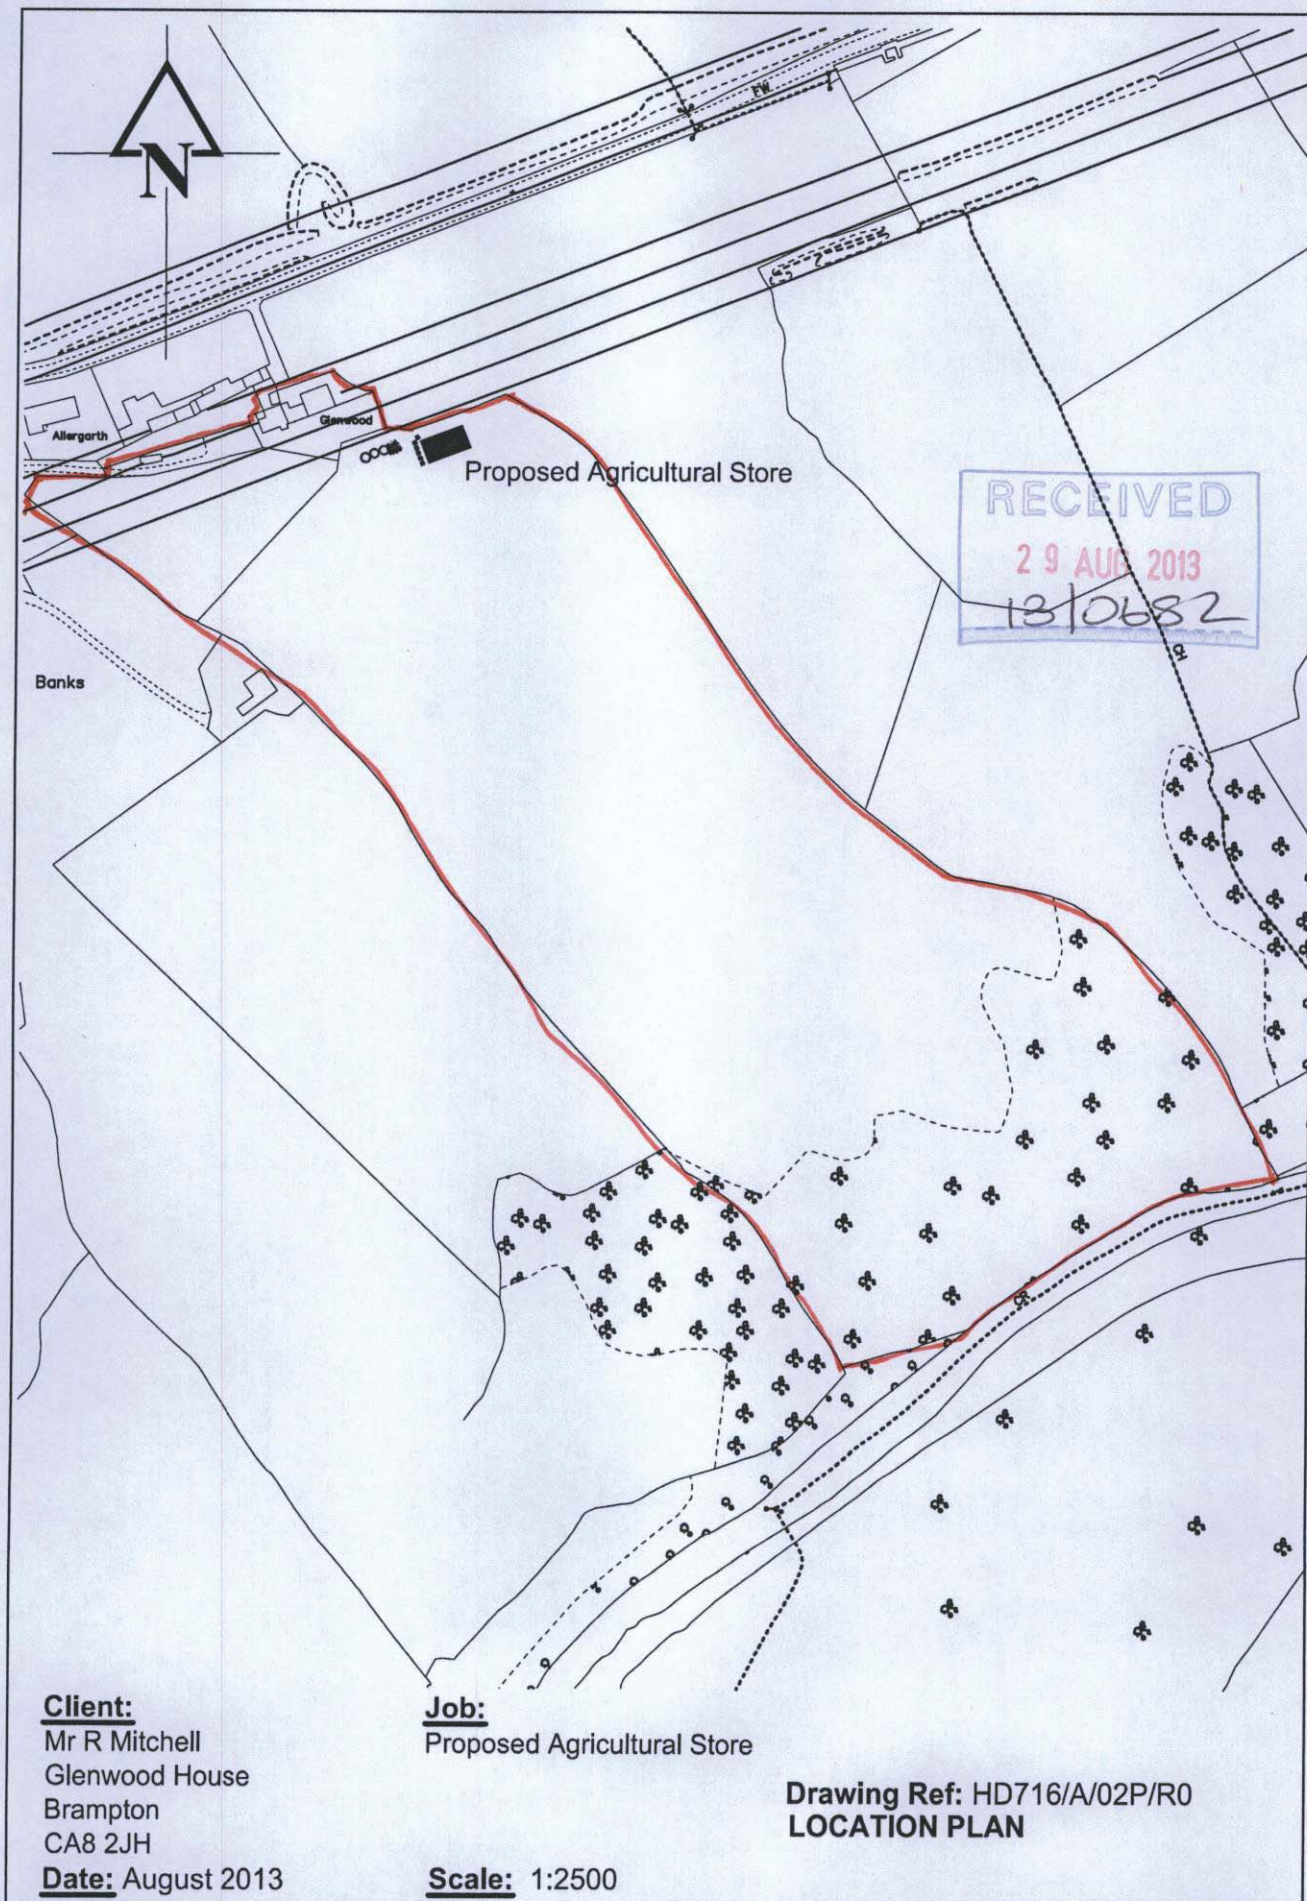 N
FW
Allergarth
Glenwood
Proposed Agricultural Store
RECEIVED
29 AUG 2013
13/0682
CH
Banks
Client:
Mr R Mitchell
Glenwood House
Brampton
CA8 2JH
Date: August 2013
Job:
Proposed Agricultural Store
Scale: 1:2500
Drawing Ref: HD716/A/02P/R0
LOCATION PLAN